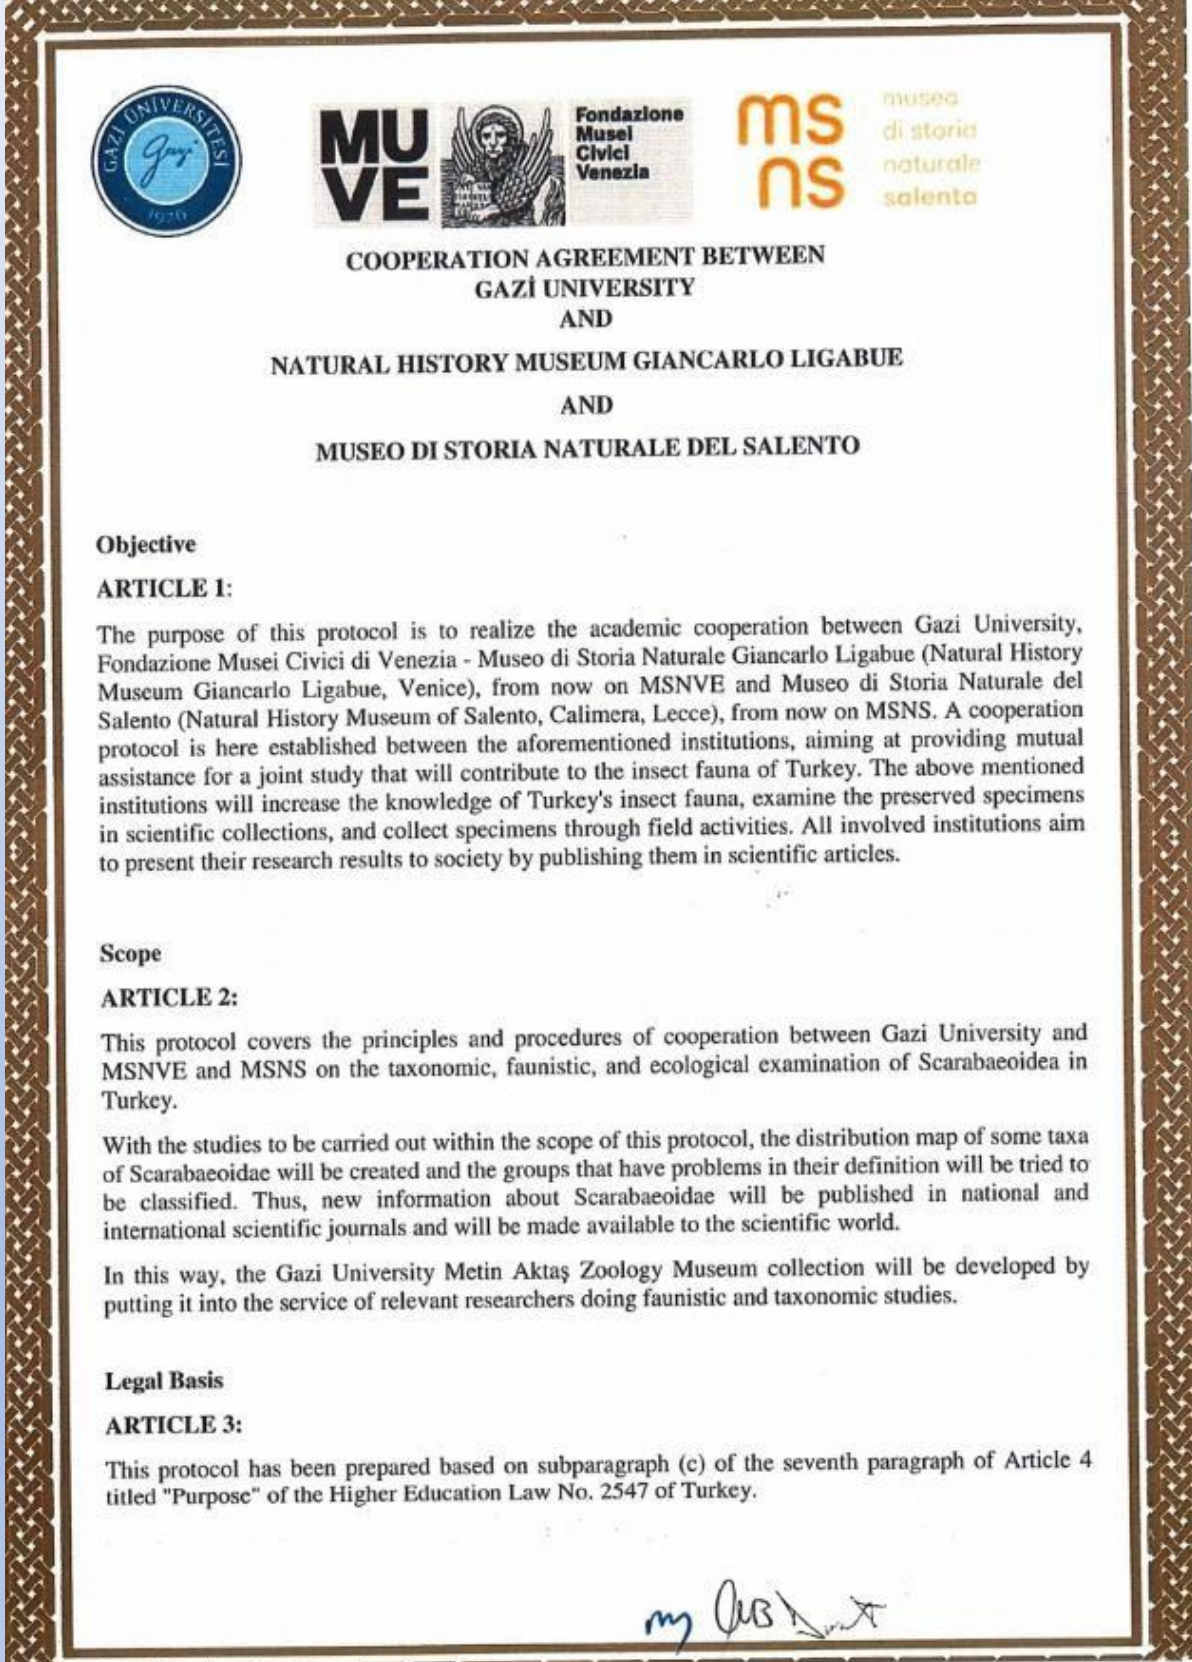 GAZİ ÜNİVERSİTESİ
Gazi
1926
MU
VE
Fondazione
Musei
Civici
Venezia
ms
ns
museo
di storia
naturale
salento
COOPERATION AGREEMENT BETWEEN
GAZİ UNIVERSITY
AND
NATURAL HISTORY MUSEUM GIANCARLO LIGABUE
AND
MUSEO DI STORIA NATURALE DEL SALENTO
Objective
ARTICLE 1:
The purpose of this protocol is to realize the academic cooperation between Gazi University,
Fondazione Musei Civici di Venezia - Museo di Storia Naturale Giancarlo Ligabue (Natural History
Museum Giancarlo Ligabue, Venice), from now on MSNVE and Museo di Storia Naturale del
Salento (Natural History Museum of Salento, Calimera, Lecce), from now on MSNS. A cooperation
protocol is here established between the aforementioned institutions, aiming at providing mutual
assistance for a joint study that will contribute to the insect fauna of Turkey. The above mentioned
institutions will increase the knowledge of Turkey's insect fauna, examine the preserved specimens
in scientific collections, and collect specimens through field activities. All involved institutions aim
to present their research results to society by publishing them in scientific articles.
Scope
ARTICLE 2:
This protocol covers the principles and procedures of cooperation between Gazi University and
MSNVE and MSNS on the taxonomic, faunistic, and ecological examination of Scarabaeoidea in
Turkey.
With the studies to be carried out within the scope of this protocol, the distribution map of some taxa
of Scarabaeoidae will be created and the groups that have problems in their definition will be tried to
be classified. Thus, new information about Scarabaeoidae will be published in national and
international scientific journals and will be made available to the scientific world.
In this way, the Gazi University Metin Aktaş Zoology Museum collection will be developed by
putting it into the service of relevant researchers doing faunistic and taxonomic studies.
Legal Basis
ARTICLE 3:
This protocol has been prepared based on subparagraph (c) of the seventh paragraph of Article 4
titled "Purpose" of the Higher Education Law No. 2547 of Turkey.